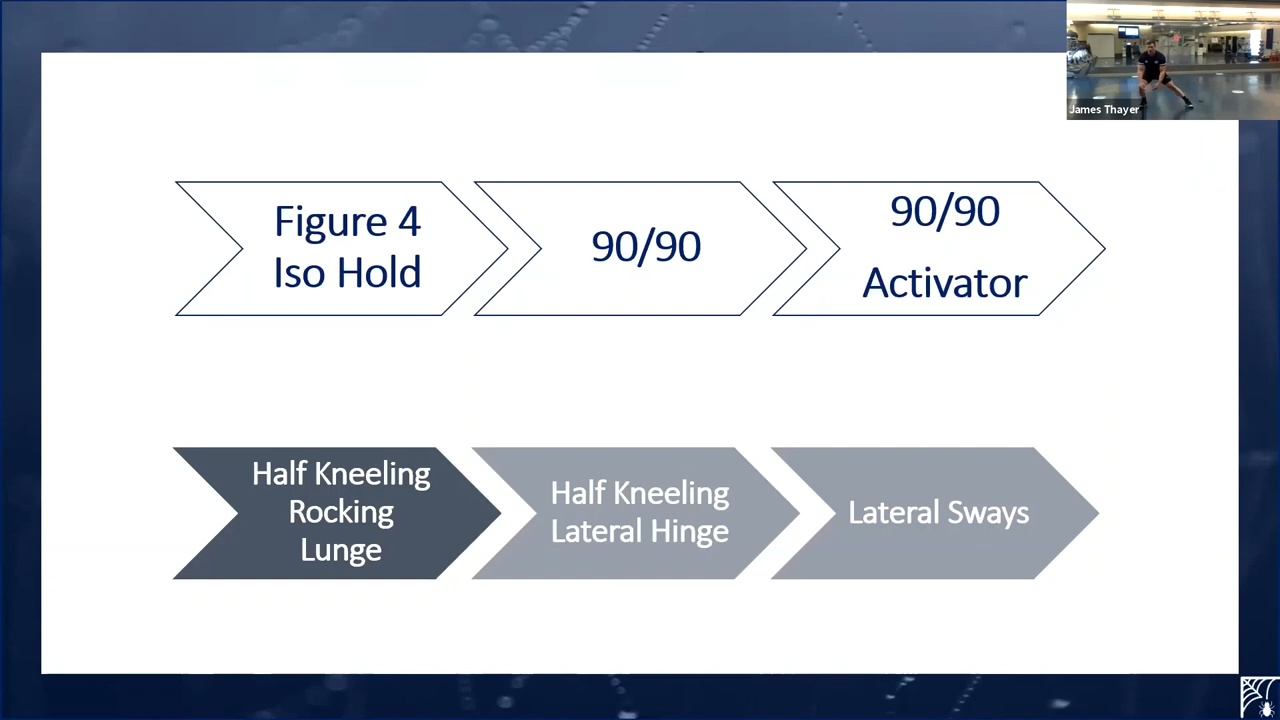 James Thayer
Figure 4
Iso Hold
90/90
90/90
Activator
Half Kneeling
Rocking
Lunge
Half Kneeling
Lateral Hinge
Lateral Sways